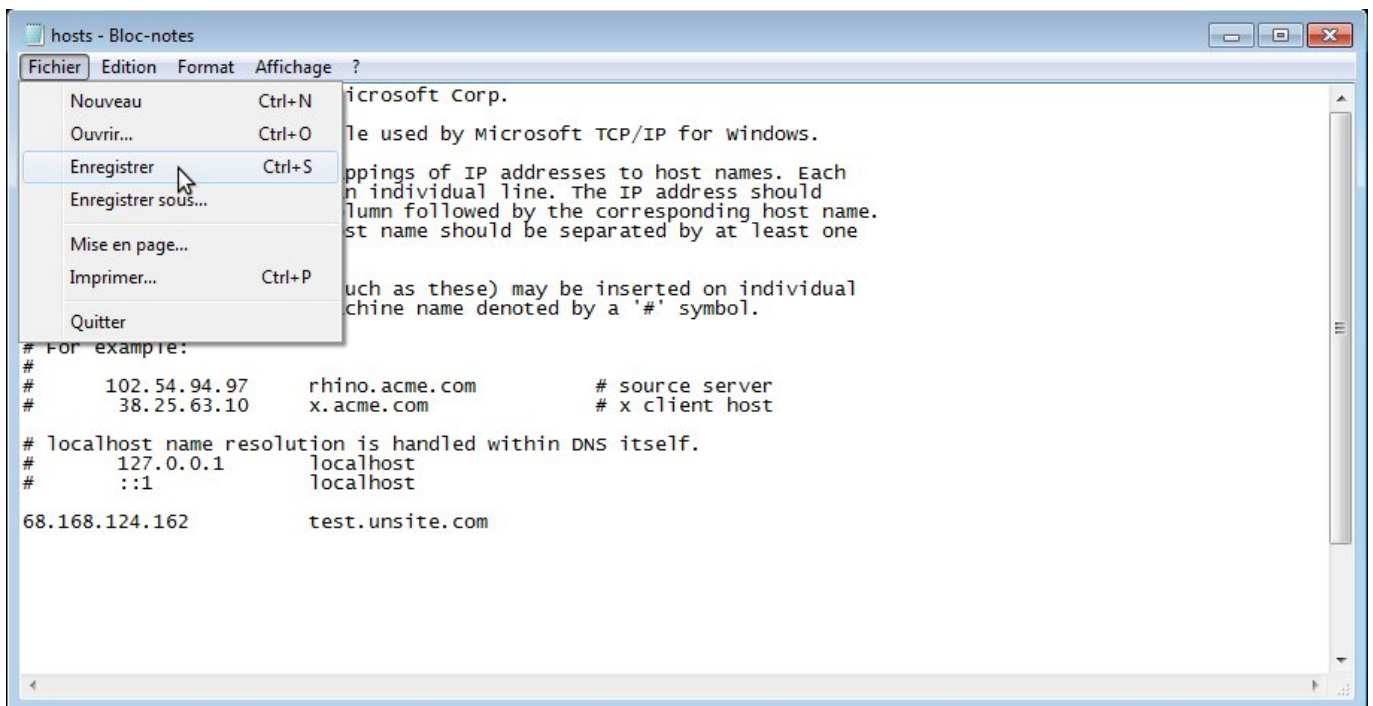 hosts - Bloc-notes
Fichier Edition Format Affichage ?
Nouveau Ctrl+N
Ouvrir... Ctrl+O
Enregistrer Ctrl+S
Enregistrer sous...
Mise en page...
Imprimer... Ctrl+P
Quitter
icrosoft Corp.
le used by Microsoft TCP/IP for Windows.
ppings of IP addresses to host names. Each
n individual line. The IP address should
lumn followed by the corresponding host name.
st name should be separated by at least one
uch as these) may be inserted on individual
chine name denoted by a '#' symbol.
# For example:
#
# 102.54.94.97 rhino.acme.com # source server
# 38.25.63.10 x.acme.com # x client host
# localhost name resolution is handled within DNS itself.
# 127.0.0.1 localhost
# ::1 localhost
68.168.124.162 test.unsite.com